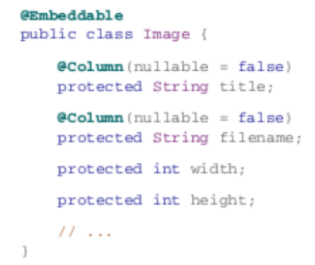 @Embeddable
public class Image {
@Column(nullable = false)
protected String title;
@Column(nullable = false)
protected String filename;
protected int width;
protected int height;
// ...
}